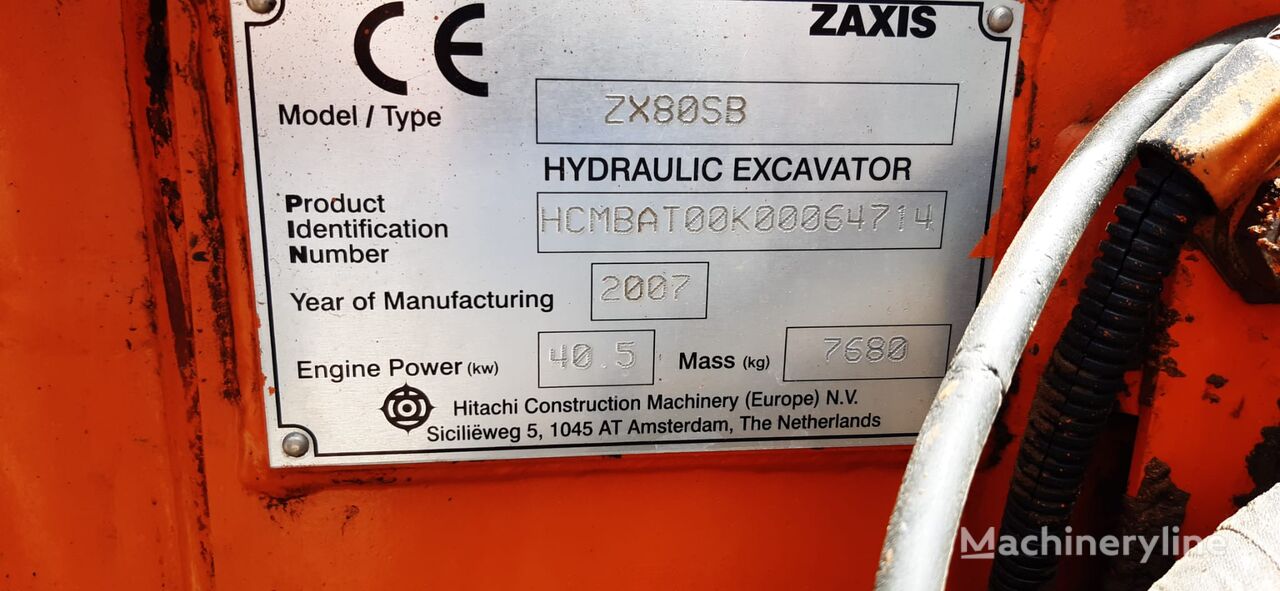 CE ZAXIS
Model / Type ZX80SB
HYDRAULIC EXCAVATOR
Product
Identification HCMBAT00K00064714
Number
Year of Manufacturing 2007
Engine Power (kw) 40.5 Mass (kg) 7680
Hitachi Construction Machinery (Europe) N.V.
Siciliëweg 5, 1045 AT Amsterdam, The Netherlands
Machineryline